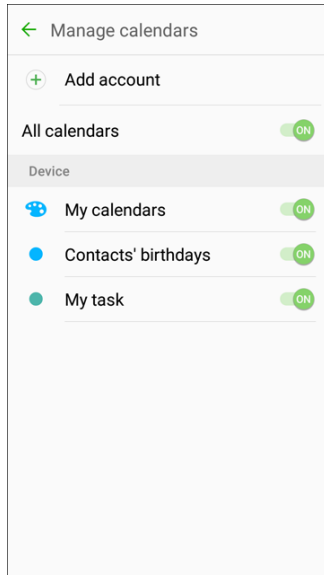 Manage calendars
Add account
All calendars ON
Device
My calendars ON
Contacts' birthdays ON
My task ON